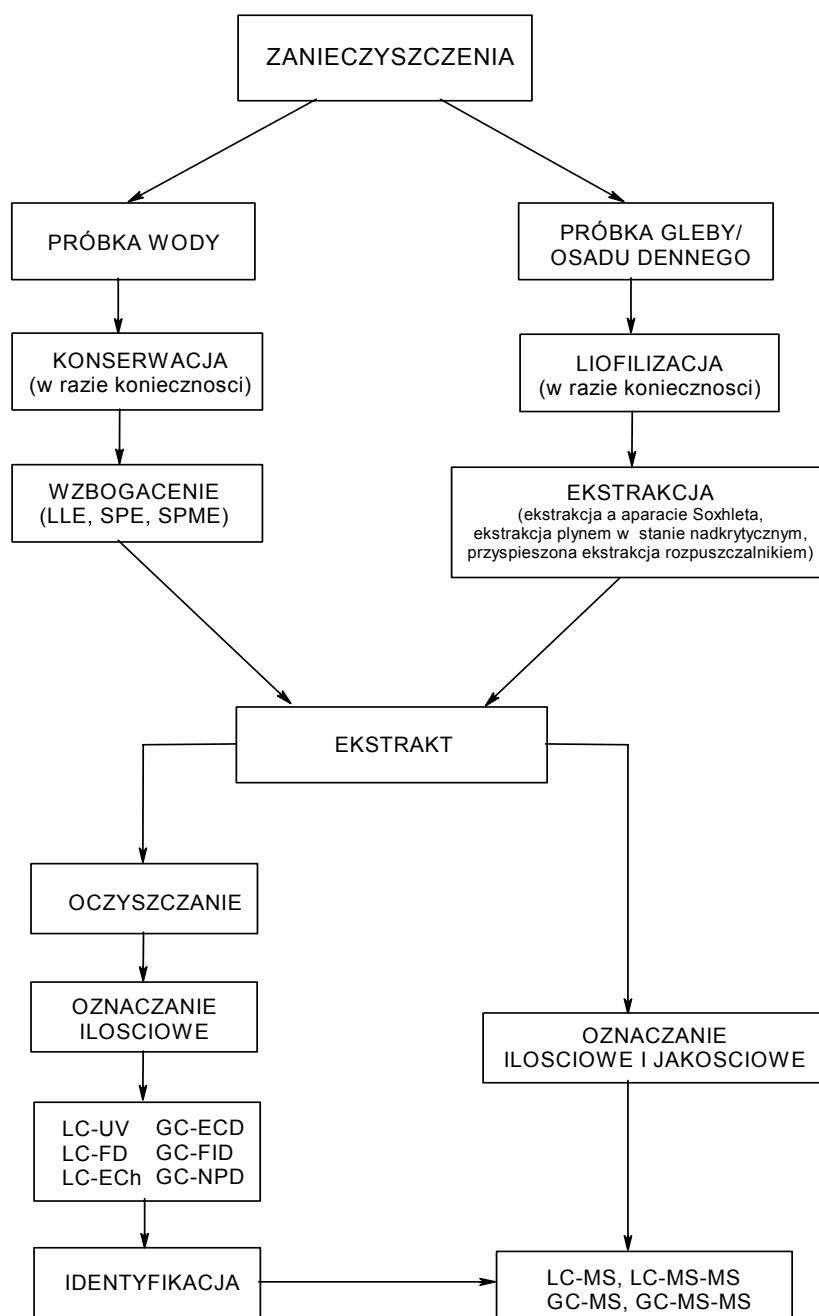 ZANIECZYSZCZENIA
PRÓBKA WODY
PRÓBKA GLEBY/
OSADU DENNEGO
KONSERWACJA
(w razie koniecznosci)
LIOFILIZACJA
(w razie koniecznosci)
WZBOGACENIE
(LLE, SPE, SPME)
EKSTRAKCJA
(ekstrakcja a aparacie Soxhleta,
ekstrakcja plynem w stanie nadkrytycznym,
przyspieszona ekstrakcja rozpuszczalnikiem)
EKSTRAKT
OCZYSZCZANIE
OZNACZANIE
ILOSCIOWE
OZNACZANIE
ILOSCIOWE I JAKOSCIOWE
LC-UV GC-ECD
LC-FD GC-FID
LC-ECh GC-NPD
IDENTYFIKACJA
LC-MS, LC-MS-MS
GC-MS, GC-MS-MS